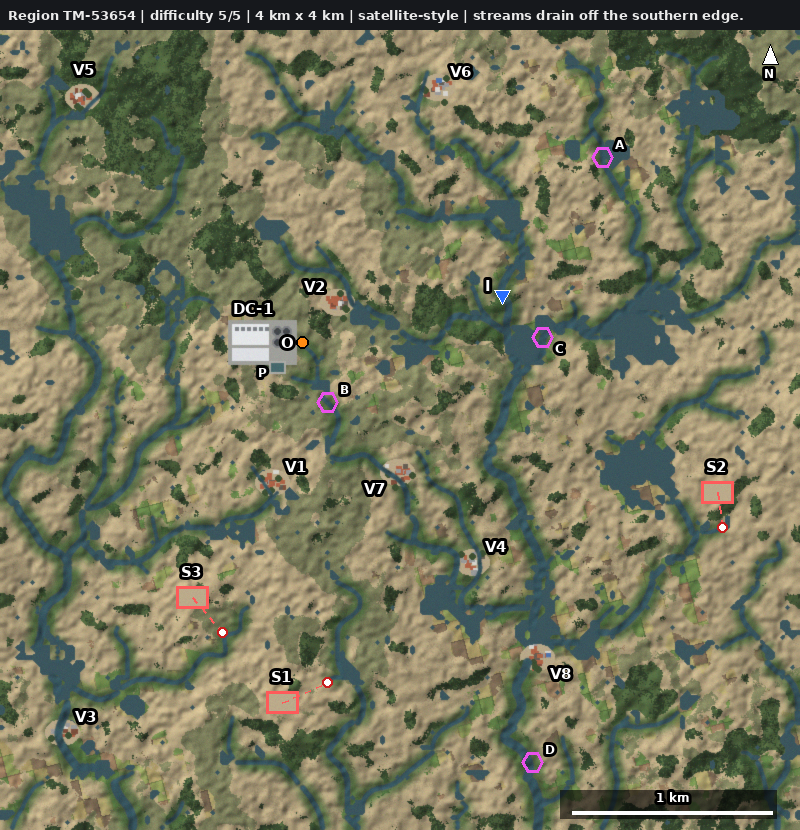 Region TM-53654 | difficulty 5/5 | 4 km x 4 km | satellite-style | streams drain off the southern edge.
N
V5
V6
A
I
V2
DC-1
O
C
P
B
V1
V7
S2
V4
S3
V8
S1
V3
D
1 km